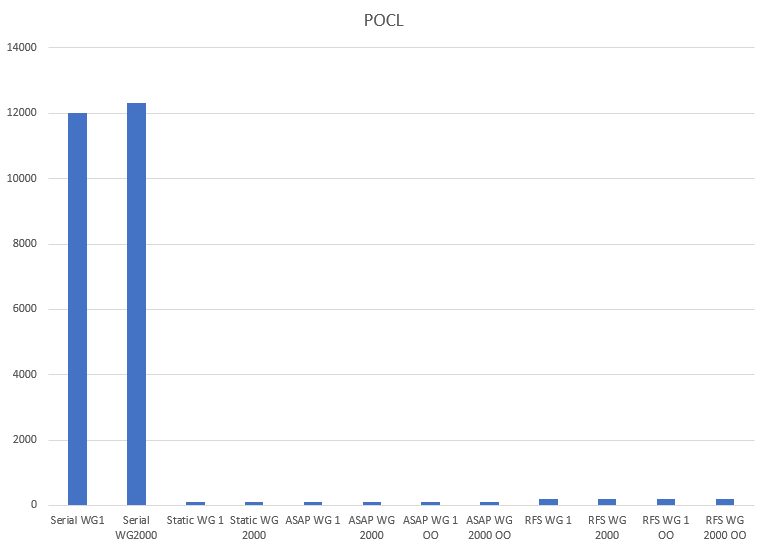 POCL
14000
12000
10000
8000
6000
4000
2000
0
Serial WG1
Serial
WG2000
Static WG 1
Static WG
2000
ASAP WG 1
ASAP WG
2000
ASAP WG 1
OO
ASAP WG
2000 OO
RFS WG 1
RFS WG
2000
RFS WG 1
OO
RFS WG
2000 OO